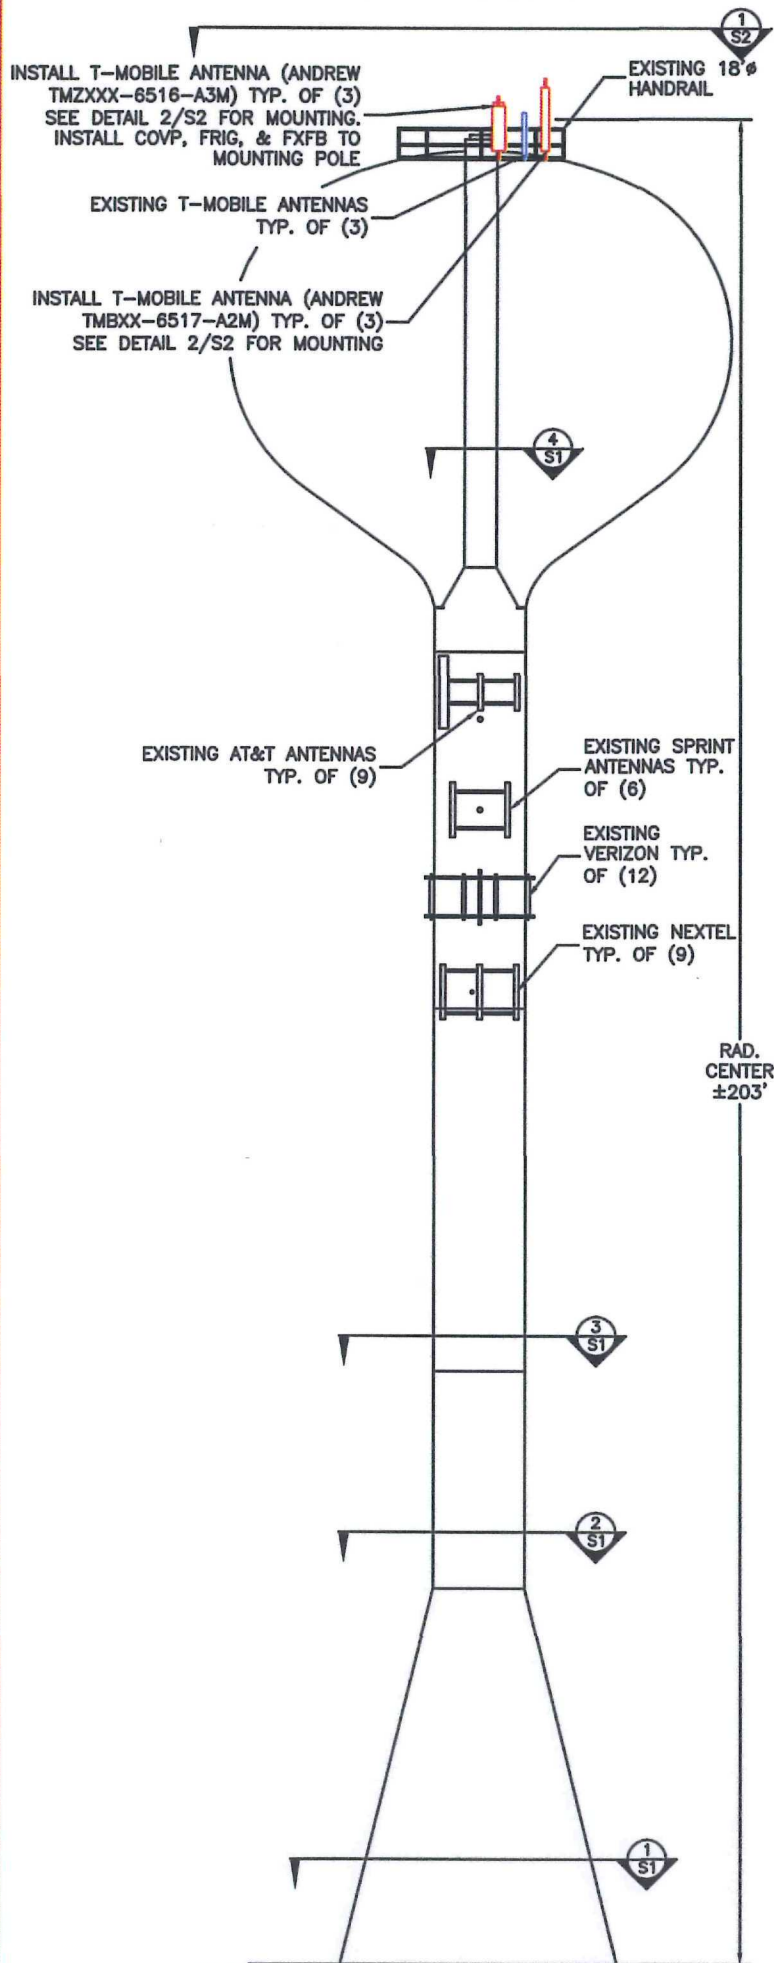 1
S2
INSTALL T-MOBILE ANTENNA (ANDREW
TMZXXX-6516-A3M) TYP. OF (3)
SEE DETAIL 2/S2 FOR MOUNTING.
INSTALL COVP, FRIG, & FXFB TO
MOUNTING POLE
EXISTING 18'ø
HANDRAIL
EXISTING T-MOBILE ANTENNAS
TYP. OF (3)
INSTALL T-MOBILE ANTENNA (ANDREW
TMBXX-6517-A2M) TYP. OF (3)
SEE DETAIL 2/S2 FOR MOUNTING
4
S1
EXISTING AT&T ANTENNAS
TYP. OF (9)
EXISTING SPRINT
ANTENNAS TYP.
OF (6)
EXISTING
VERIZON TYP.
OF (12)
EXISTING NEXTEL
TYP. OF (9)
RAD.
CENTER
±203'
3
S1
2
S1
1
S1